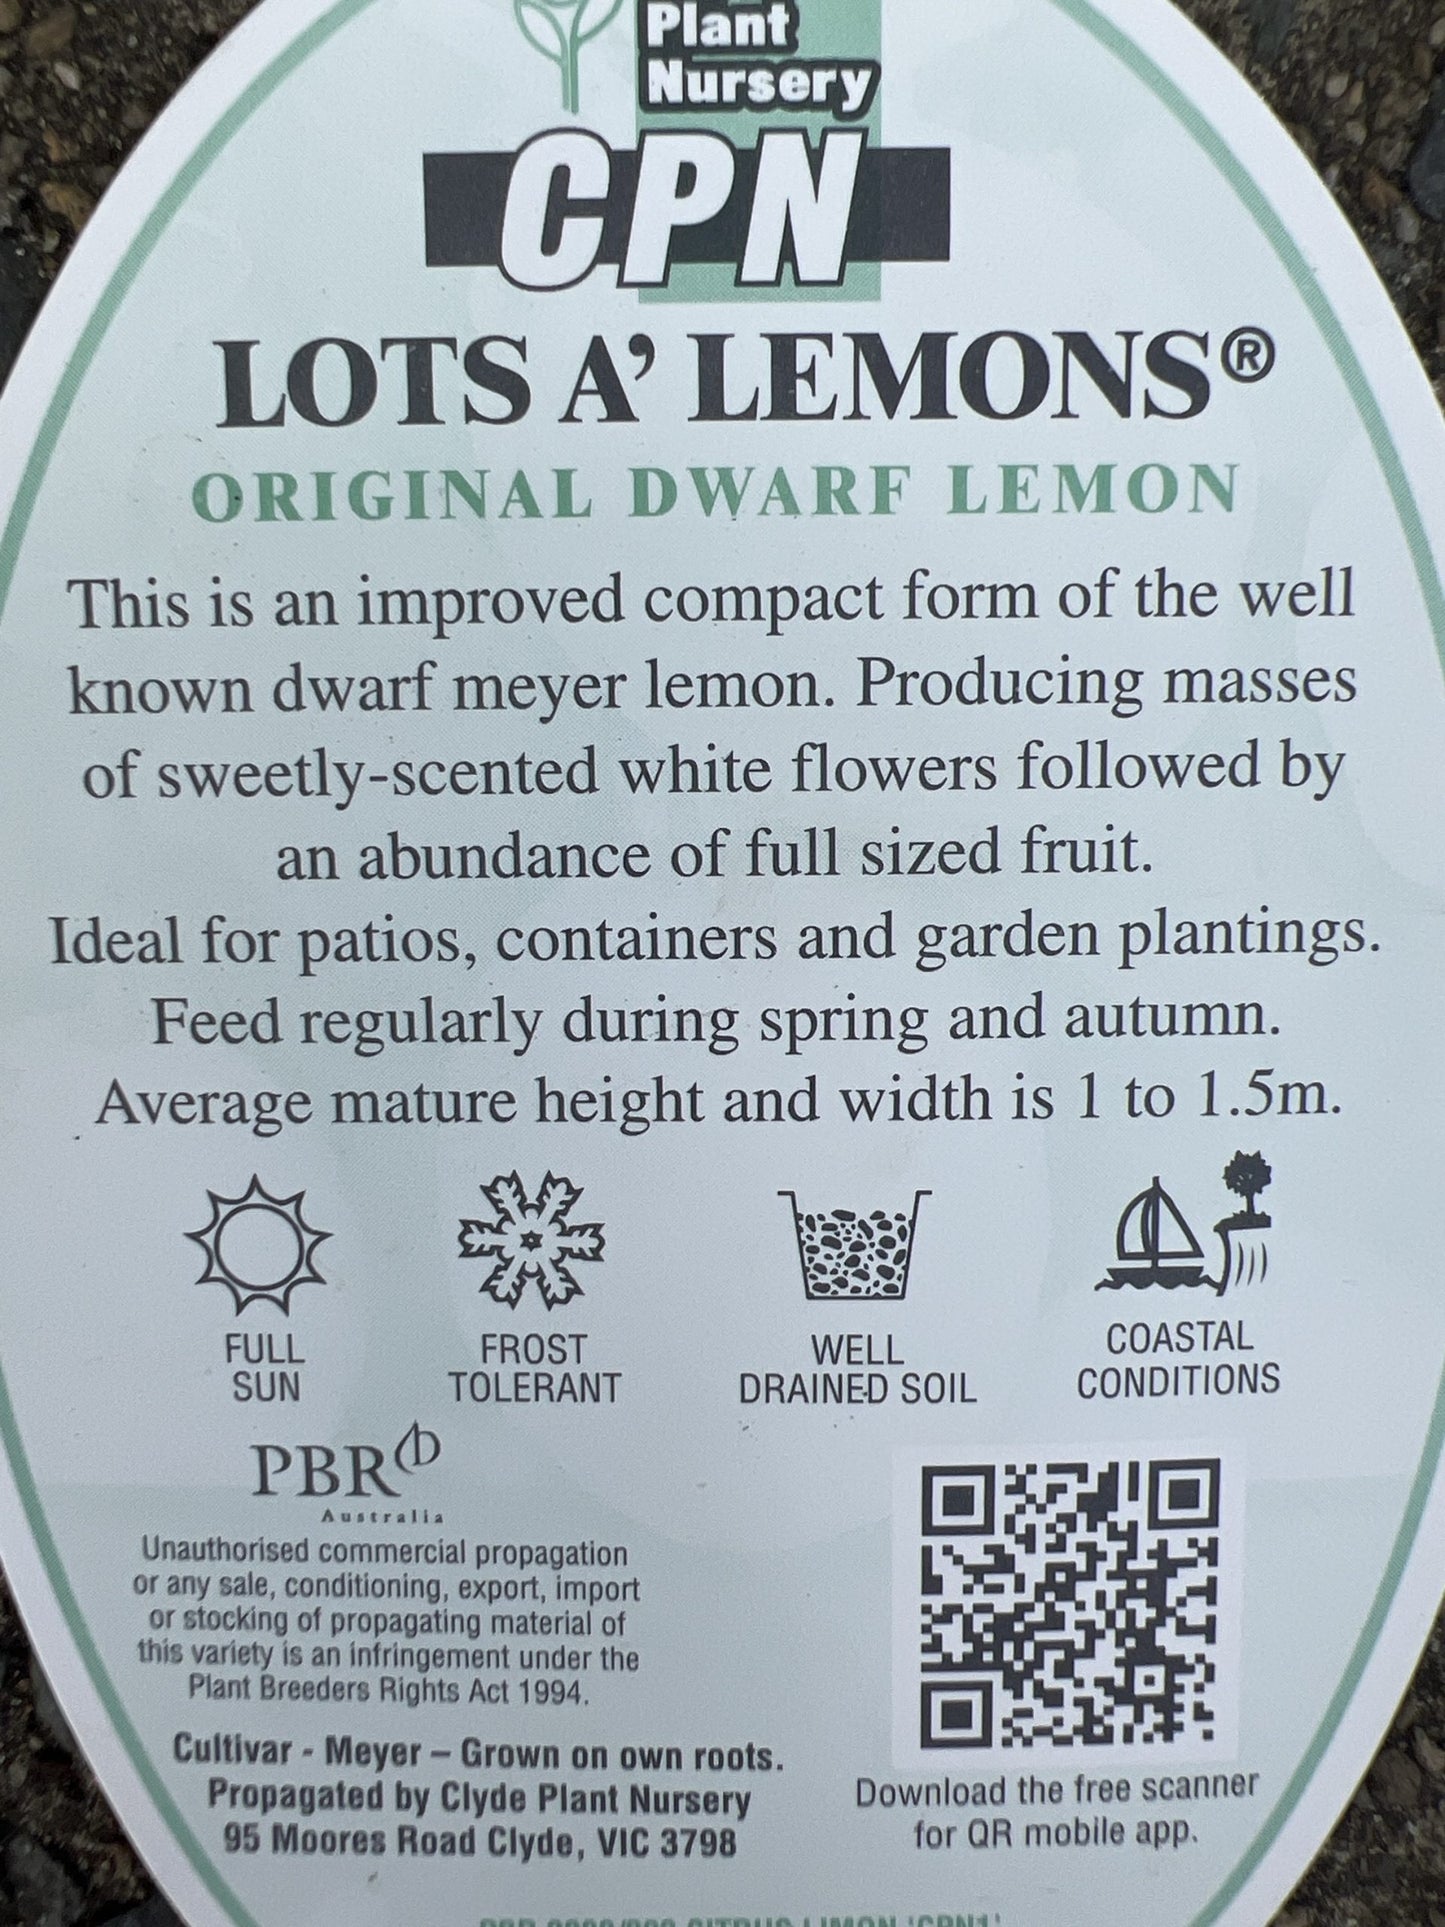 Plant
Nursery
CPN
LOTS A’ LEMONS®
ORIGINAL DWARF LEMON
This is an improved compact form of the well
known dwarf meyer lemon. Producing masses
of sweetly-scented white flowers followed by
an abundance of full sized fruit.
Ideal for patios, containers and garden plantings.
Feed regularly during spring and autumn.
Average mature height and width is 1 to 1.5m.
FULL
SUN
FROST
TOLERANT
WELL
DRAINED SOIL
COASTAL
CONDITIONS
PBR
Australia
Unauthorised commercial propagation
or any sale, conditioning, export, import
or stocking of propagating material of
this variety is an infringement under the
Plant Breeders Rights Act 1994.
Cultivar - Meyer – Grown on own roots.
Propagated by Clyde Plant Nursery
95 Moores Road Clyde, VIC 3798
Download the free scanner
for QR mobile app.